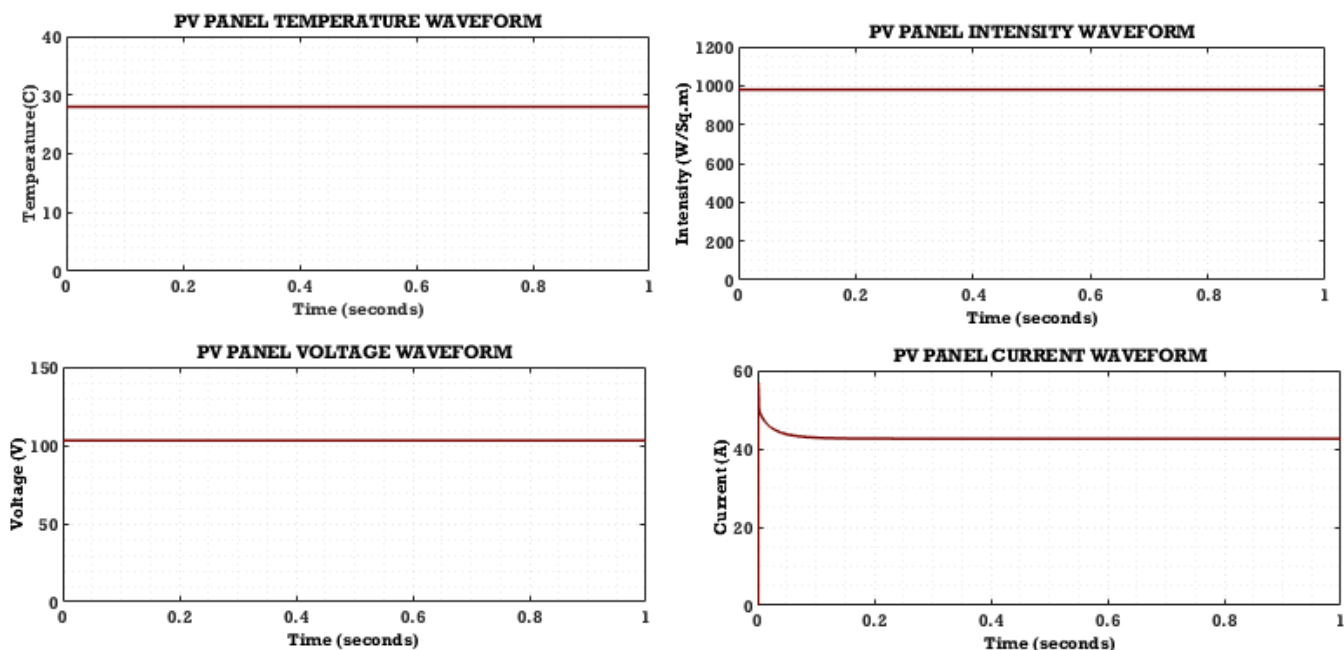 PV PANEL TEMPERATURE WAVEFORM
40
30
20
10
0
Temperature(C)
0 0.2 0.4 0.6 0.8 1
Time (seconds)
PV PANEL INTENSITY WAVEFORM
1200
1000
800
600
400
200
0
Intensity (W/Sq.m)
0 0.2 0.4 0.6 0.8 1
Time (seconds)
PV PANEL VOLTAGE WAVEFORM
150
100
50
0
Voltage (V)
0 0.2 0.4 0.6 0.8 1
Time (seconds)
PV PANEL CURRENT WAVEFORM
60
40
20
0
Current (A)
0 0.2 0.4 0.6 0.8 1
Time (seconds)